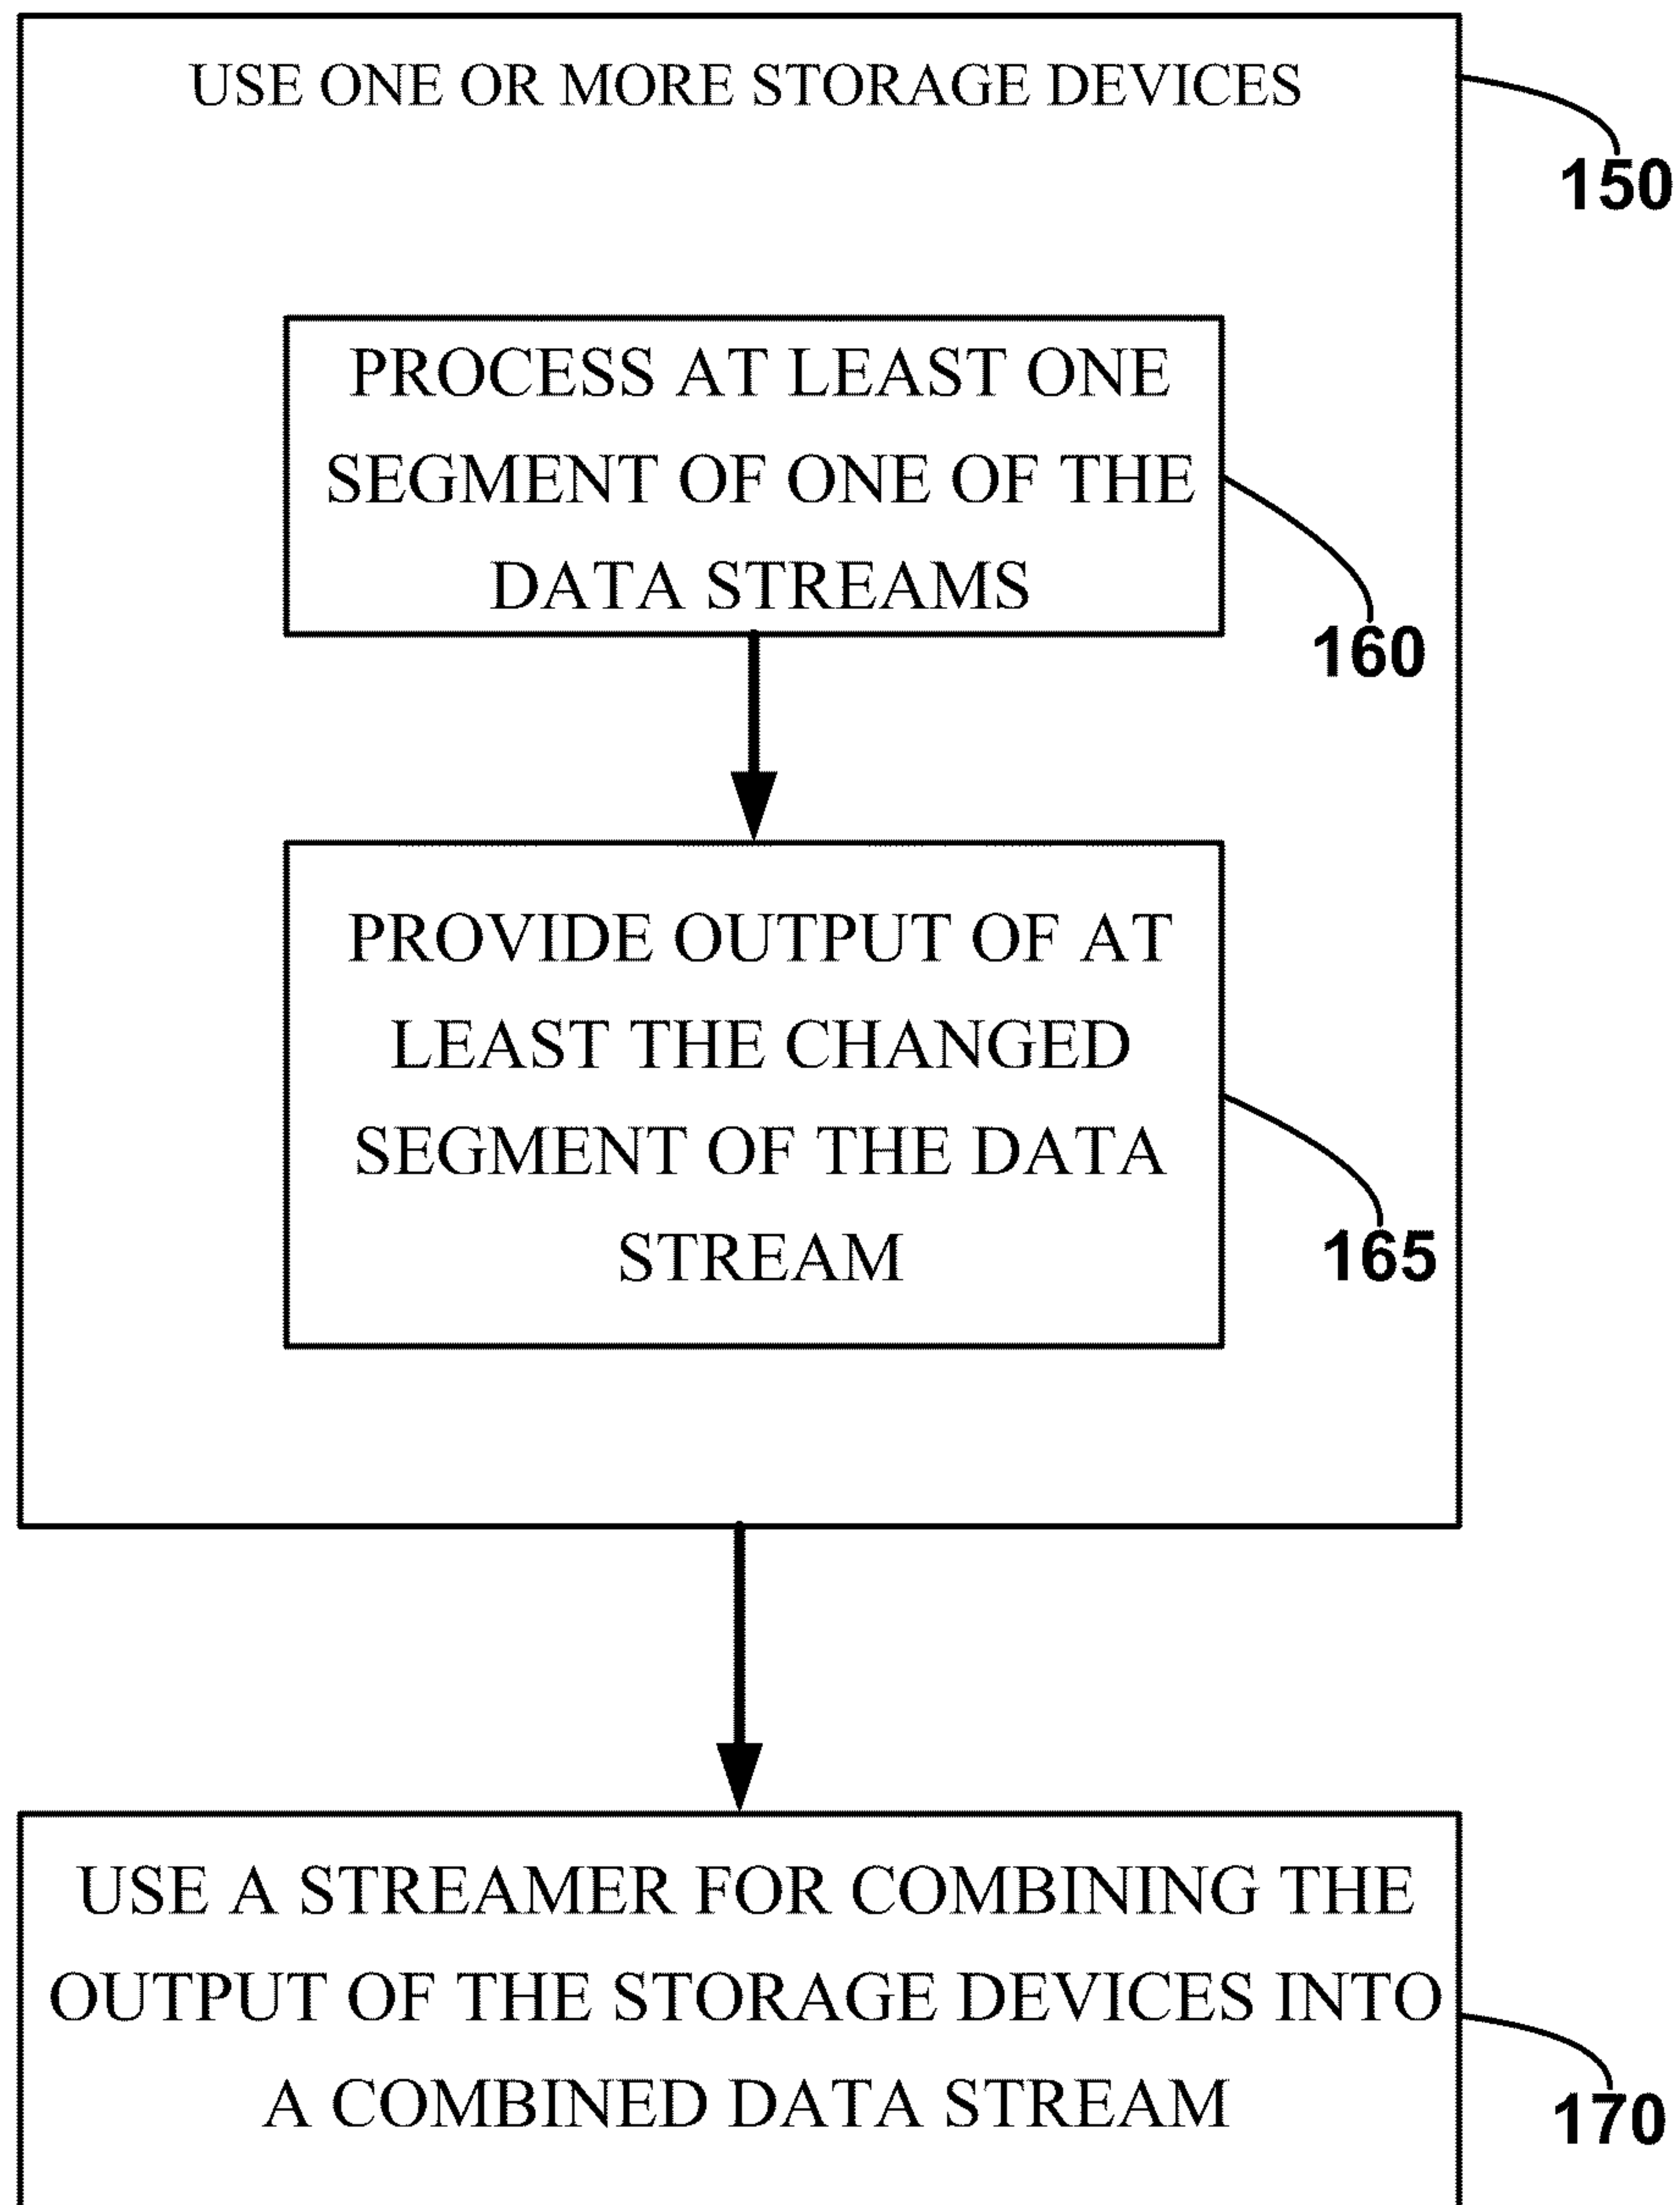 USE ONE OR MORE STORAGE DEVICES
150
PROCESS AT LEAST ONE
SEGMENT OF ONE OF THE
DATA STREAMS
160
PROVIDE OUTPUT OF AT
LEAST THE CHANGED
SEGMENT OF THE DATA
STREAM
165
USE A STREAMER FOR COMBINING THE
OUTPUT OF THE STORAGE DEVICES INTO
A COMBINED DATA STREAM
170